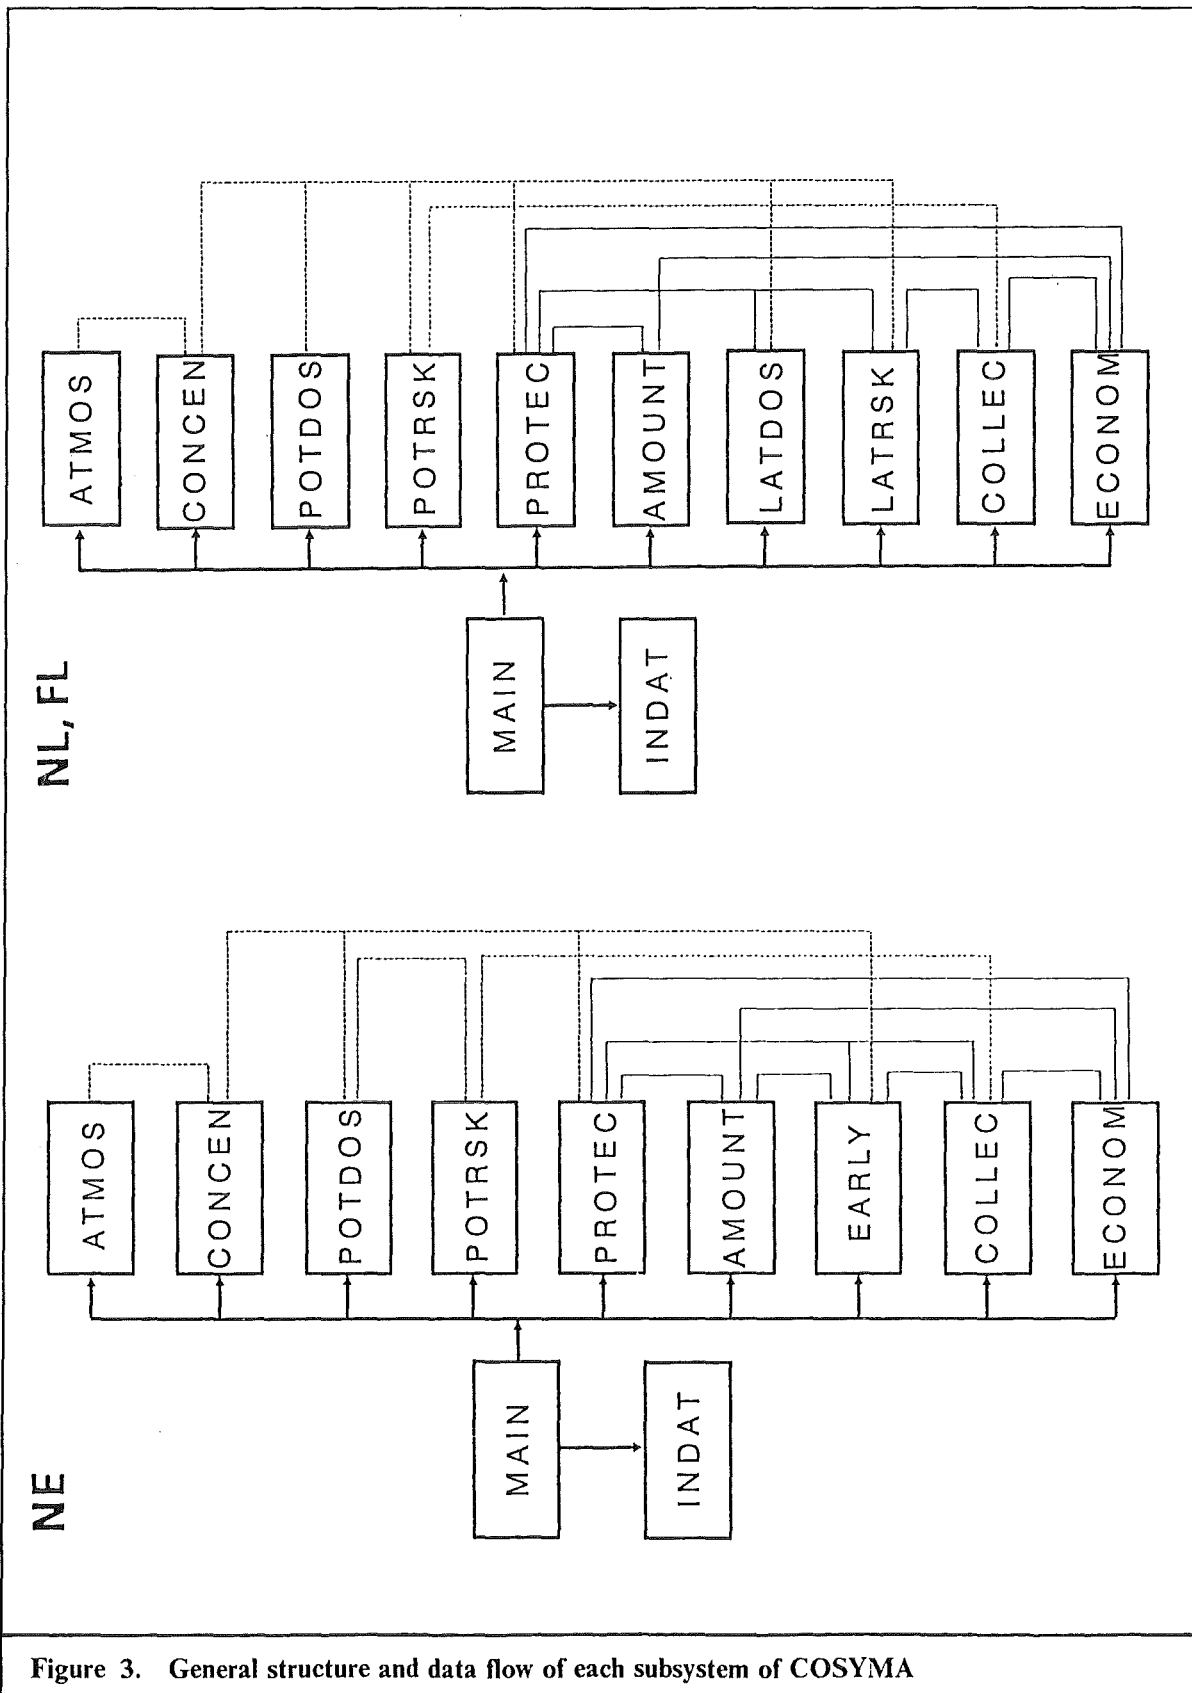 NE
MAIN
INDAT
ATMOS
CONCEN
POTDOS
POTRSK
PROTEC
AMOUNT
EARLY
COLLEC
ECONOM
NL, FL
MAIN
INDAT
ATMOS
CONCEN
POTDOS
POTRSK
PROTEC
AMOUNT
LATDOS
LATRSK
COLLEC
ECONOM
Figure 3. General structure and data flow of each subsystem of COSYMA